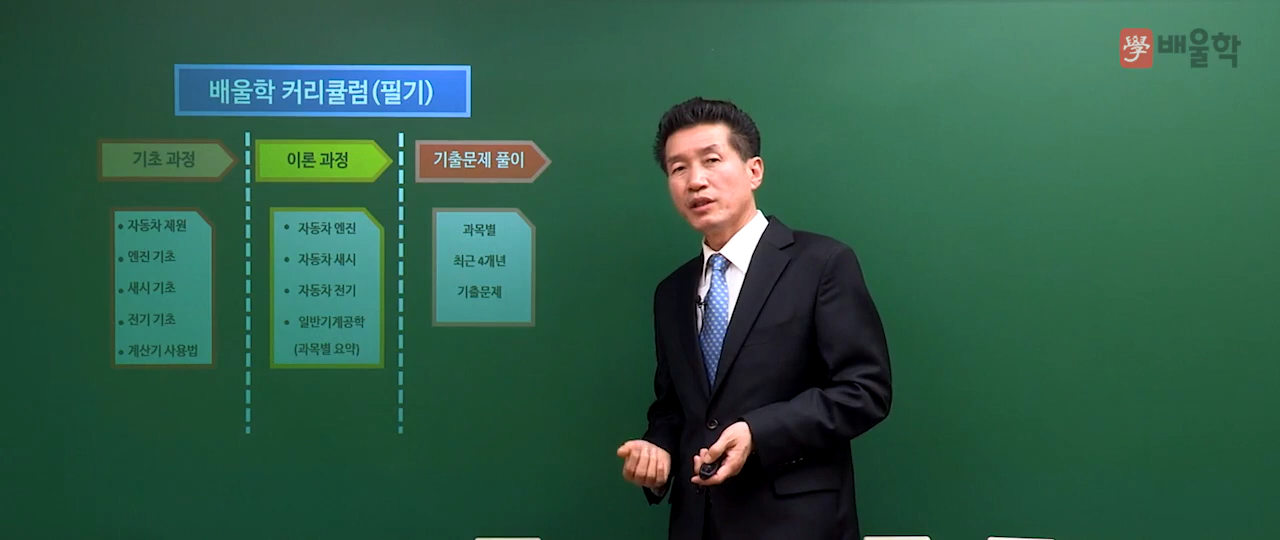 學배울학
배울학 커리큘럼(필기)
기초 과정
이론 과정
기출문제 풀이
• 자동차 제원
• 엔진 기초
• 새시 기초
• 전기 기초
• 계산기 사용법
• 자동차 엔진
• 자동차 새시
• 자동차 전기
• 일반기계공학
(과목별 요약)
과목별
최근 4개년
기출문제